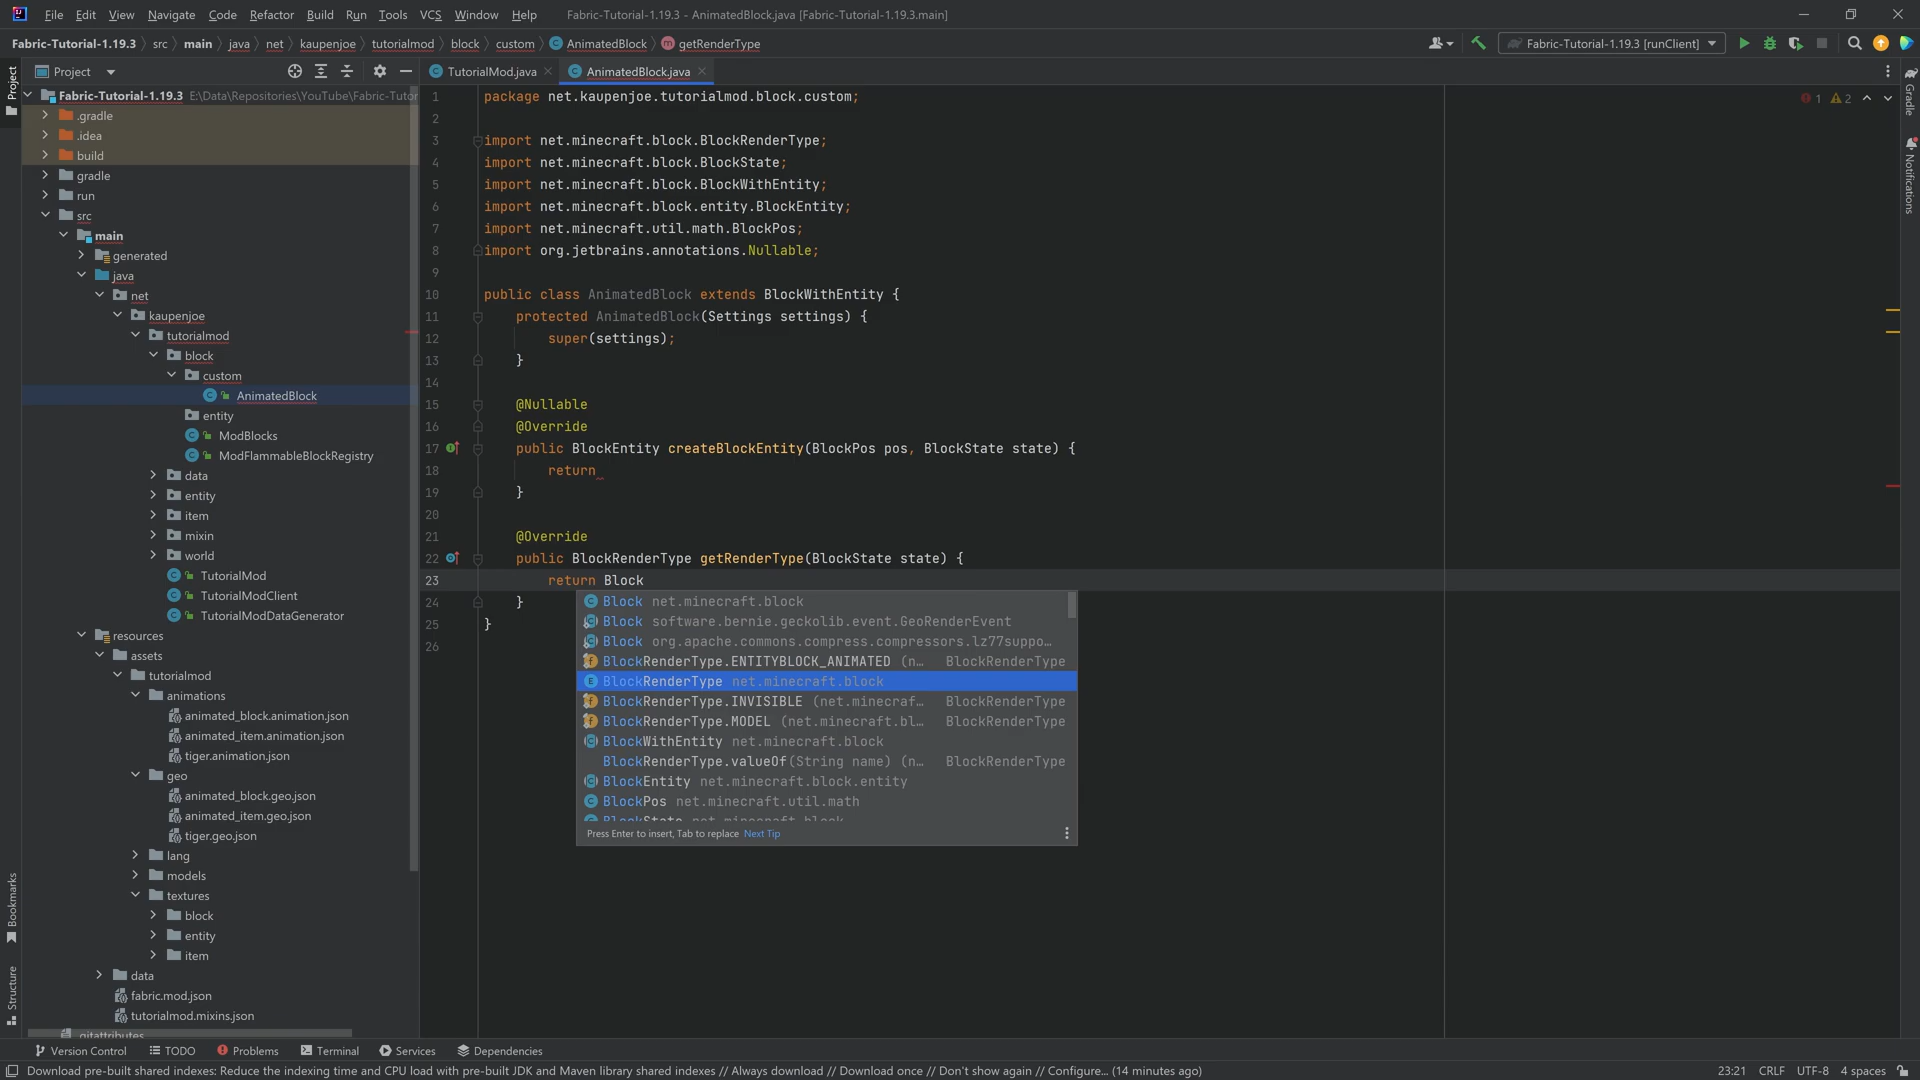 File Edit View Navigate Code Refactor Build Run Tools VCS Window Help Fabric-Tutorial-1.19.3 - AnimatedBlock.java [Fabric-Tutorial-1.19.3.main]
Fabric-Tutorial-1.19.3 src main java net kaupenjoe tutorialmod block custom AnimatedBlock getRenderType Fabric-Tutorial-1.19.3 [runClient]
Project
Project
TutorialMod.java AnimatedBlock.java
Gradle
Notifications
Bookmarks
Structure
Fabric-Tutorial-1.19.3 E:\Data\Repositories\YouTube\Fabric-Tutor
.gradle
.idea
build
gradle
run
src
main
generated
java
net
kaupenjoe
tutorialmod
block
custom
AnimatedBlock
entity
ModBlocks
ModFlammableBlockRegistry
data
entity
item
mixin
world
TutorialMod
TutorialModClient
TutorialModDataGenerator
resources
assets
tutorialmod
animations
animated_block.animation.json
animated_item.animation.json
tiger.animation.json
geo
animated_block.geo.json
animated_item.geo.json
tiger.geo.json
lang
models
textures
block
entity
item
data
fabric.mod.json
tutorialmod.mixins.json
.gitattributes
1 2
1 package net.kaupenjoe.tutorialmod.block.custom;
2
3 import net.minecraft.block.BlockRenderType;
4 import net.minecraft.block.BlockState;
5 import net.minecraft.block.BlockWithEntity;
6 import net.minecraft.block.entity.BlockEntity;
7 import net.minecraft.util.math.BlockPos;
8 import org.jetbrains.annotations.Nullable;
9
10 public class AnimatedBlock extends BlockWithEntity {
11 protected AnimatedBlock(Settings settings) {
12 super(settings);
13 }
14
15 @Nullable
16 @Override
17 public BlockEntity createBlockEntity(BlockPos pos, BlockState state) {
18 return
19 }
20
21 @Override
22 public BlockRenderType getRenderType(BlockState state) {
23 return Block
24 }
25 }
26
Block net.minecraft.block
Block software.bernie.geckolib.event.GeoRenderEvent
Block org.apache.commons.compress.compressors.lz77suppo…
BlockRenderType.ENTITYBLOCK_ANIMATED (n… BlockRenderType
BlockRenderType net.minecraft.block
BlockRenderType.INVISIBLE (net.minecraf… BlockRenderType
BlockRenderType.MODEL (net.minecraft.bl… BlockRenderType
BlockWithEntity net.minecraft.block
BlockRenderType.valueOf(String name) (n… BlockRenderType
BlockEntity net.minecraft.block.entity
BlockPos net.minecraft.util.math
BlockState net.minecraft.block
Press Enter to insert, Tab to replace Next Tip
Version Control TODO Problems Terminal Services Dependencies
Download pre-built shared indexes: Reduce the indexing time and CPU load with pre-built JDK and Maven library shared indexes // Always download // Download once // Don't show again // Configure... (14 minutes ago) 23:21 CRLF UTF-8 4 spaces